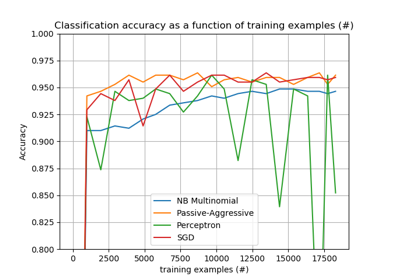 Classification accuracy as a function of training examples (#)
1.000
0.975
0.950
0.925
0.900
0.875
0.850
0.825
0.800
Accuracy
NB Multinomial
Passive-Aggressive
Perceptron
SGD
0 2500 5000 7500 10000 12500 15000 17500
training examples (#)